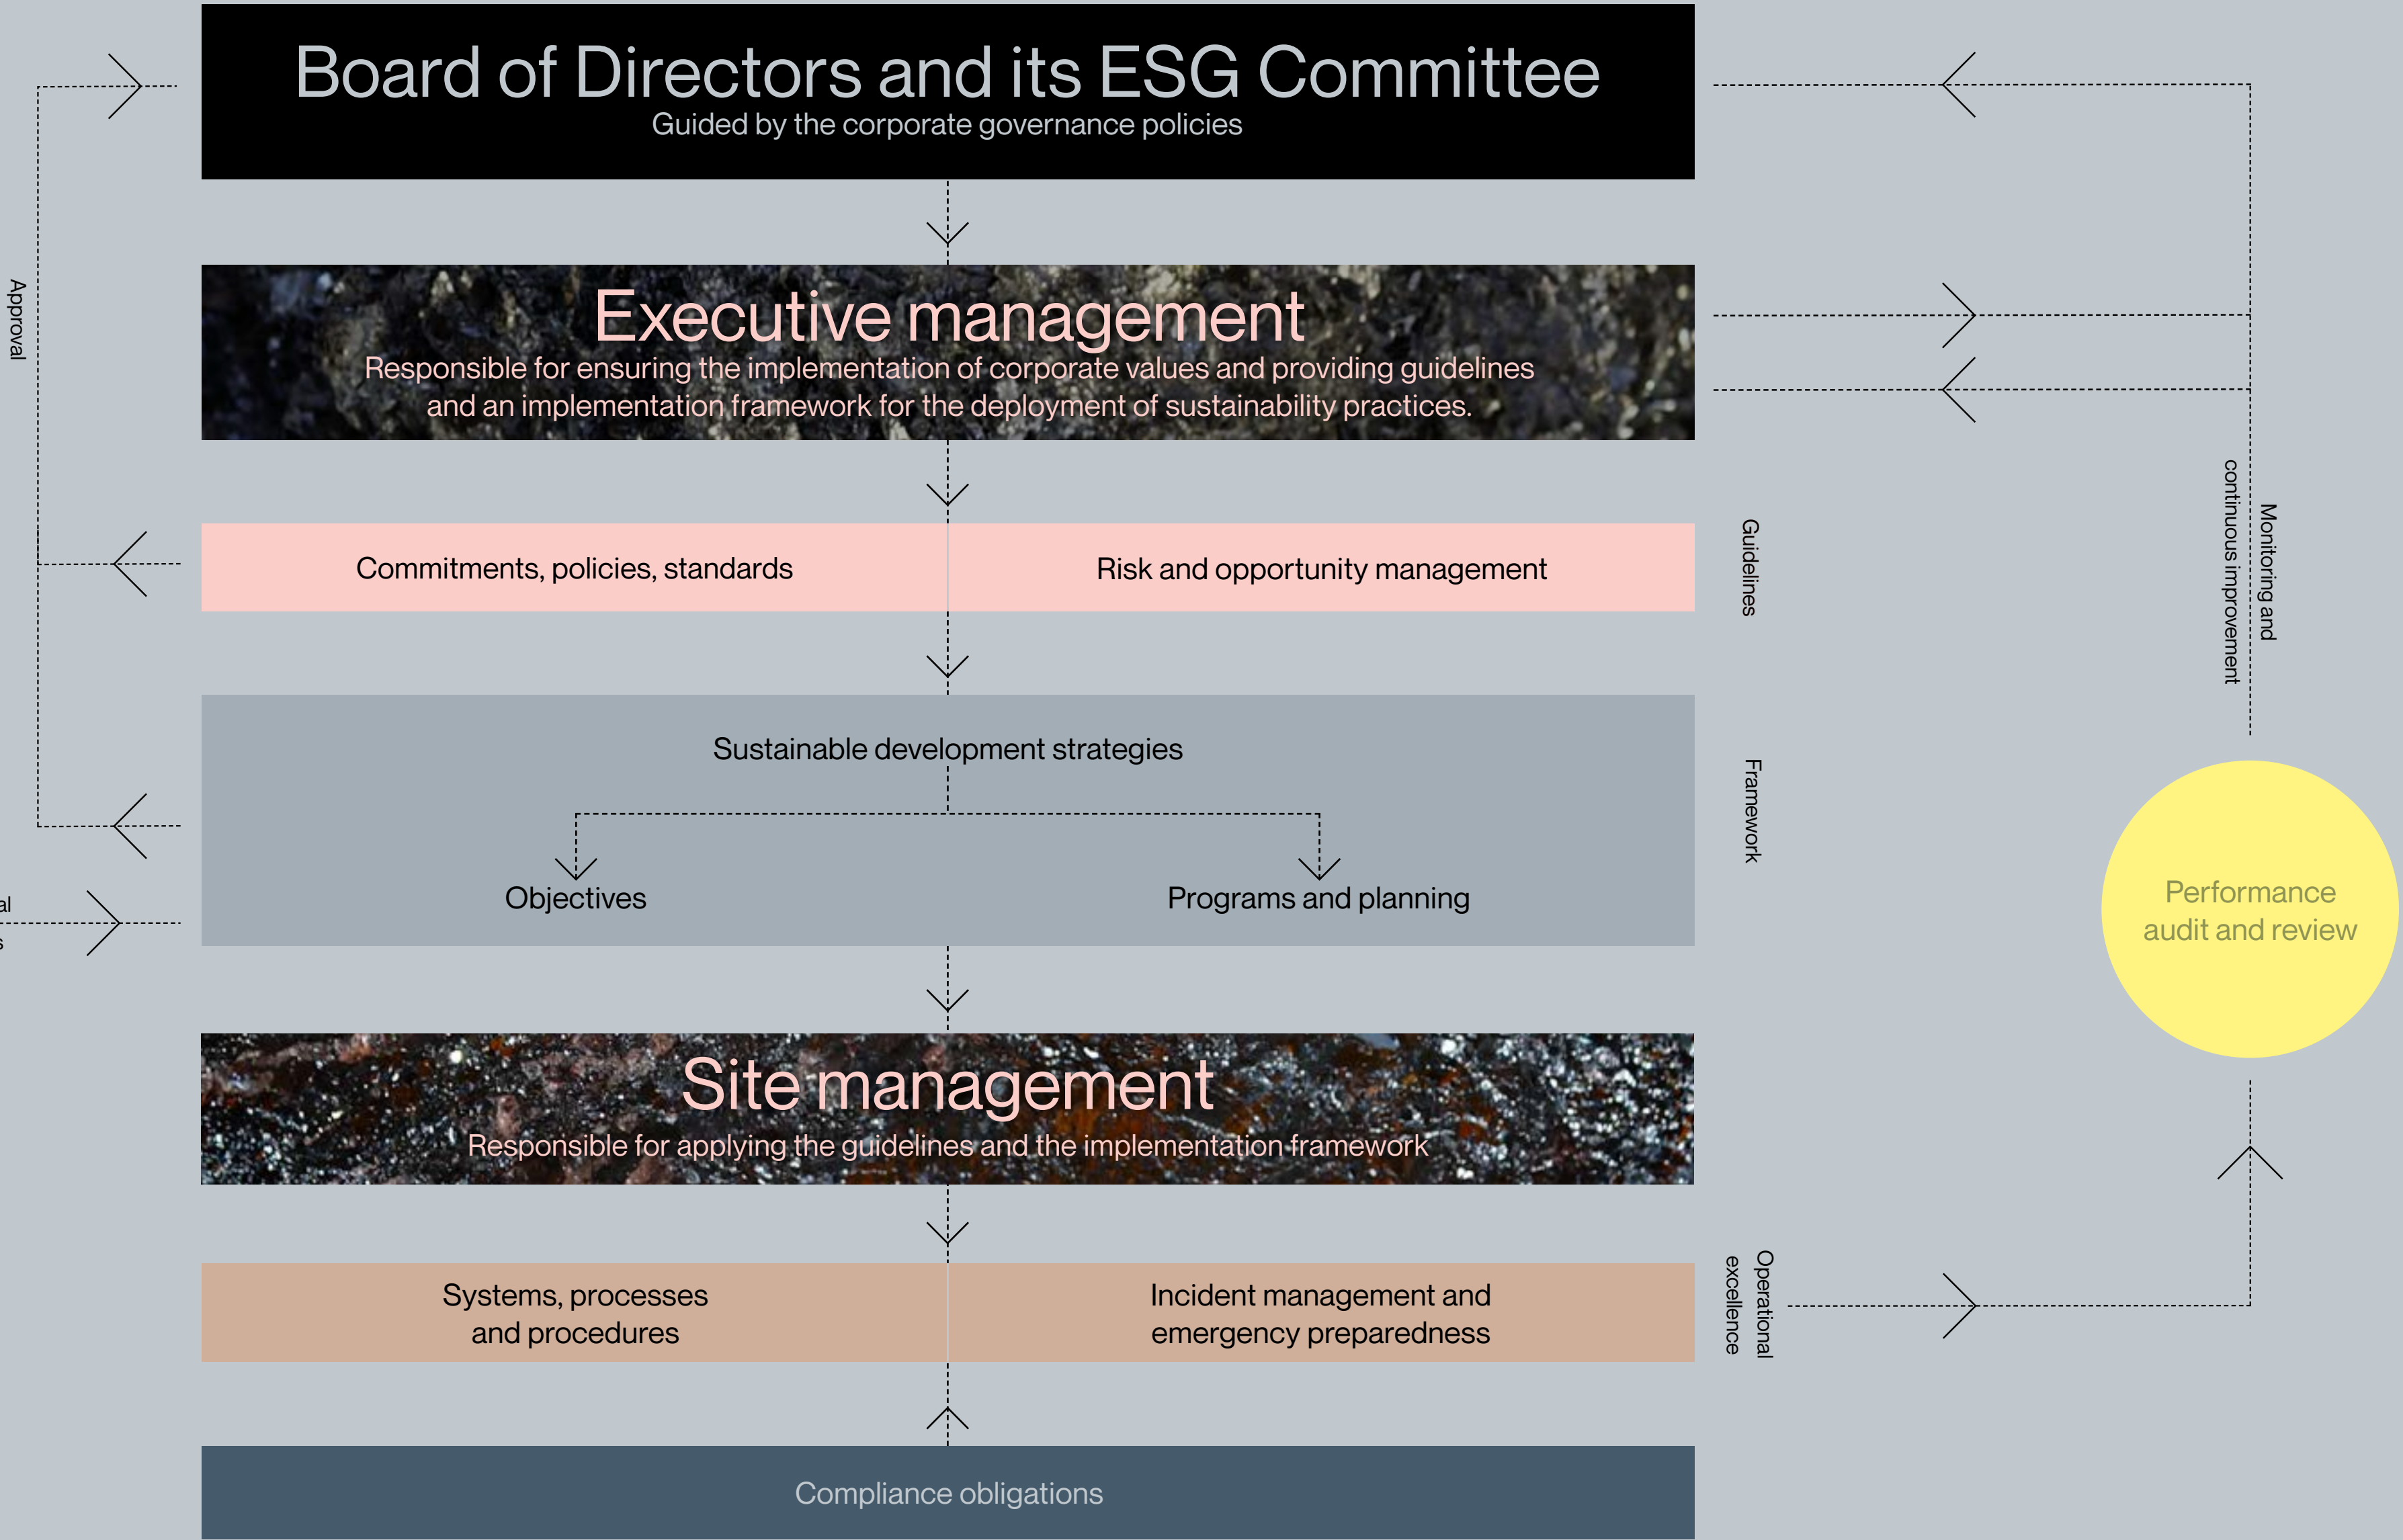 Board of Directors and its ESG Committee
Guided by the corporate governance policies
Approval
Executive management
Responsible for ensuring the implementation of corporate values and providing guidelines
and an implementation framework for the deployment of sustainability practices.
Commitments, policies, standards
Risk and opportunity management
Guidelines
Monitoring and
continuous improvement
Sustainable development strategies
Objectives
Programs and planning
Framework
Performance
audit and review
Site management
Responsible for applying the guidelines and the implementation framework
Systems, processes
and procedures
Incident management and
emergency preparedness
Operational
excellence
Compliance obligations